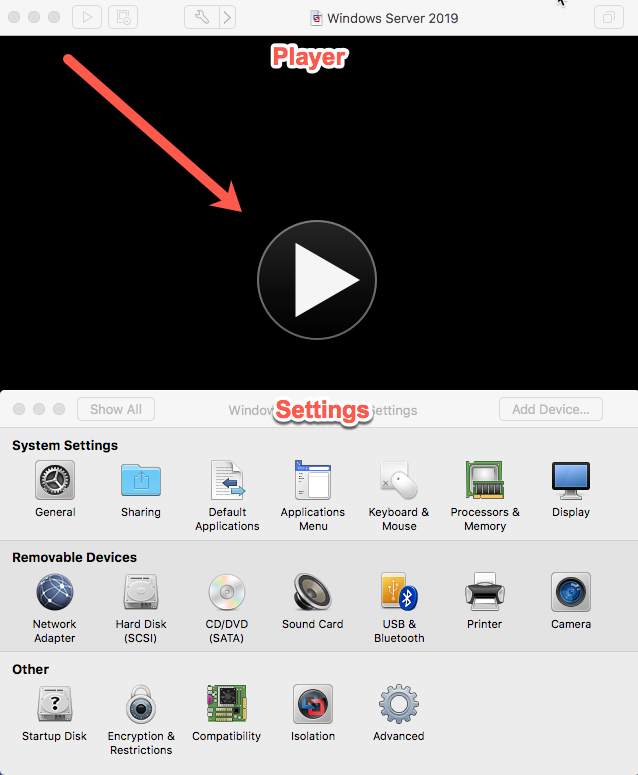 Windows Server 2019
Player
Show All
Window
Settings
ettings
Add Device...
System Settings
General
Sharing
Default
Applications
Applications
Menu
Keyboard &
Mouse
Processors &
Memory
Display
Removable Devices
Network
Adapter
Hard Disk
(SCSI)
CD/DVD
(SATA)
Sound Card
USB &
Bluetooth
Printer
Camera
Other
Startup Disk
Encryption &
Restrictions
Compatibility
Isolation
Advanced